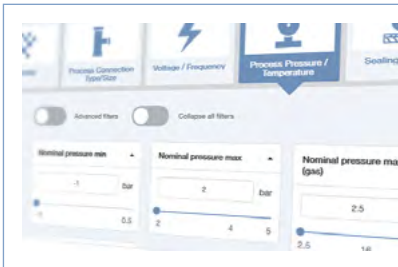 Process Connection
Type/Size
Voltage / Frequency
Process Pressure /
Temperature
Sealing
Advanced filters
Collapse all filters
Nominal pressure min
-1
bar
-1
0.5
Nominal pressure max
2
bar
2
4
5
Nominal pressure ma
(gas)
2.5
2.5
16